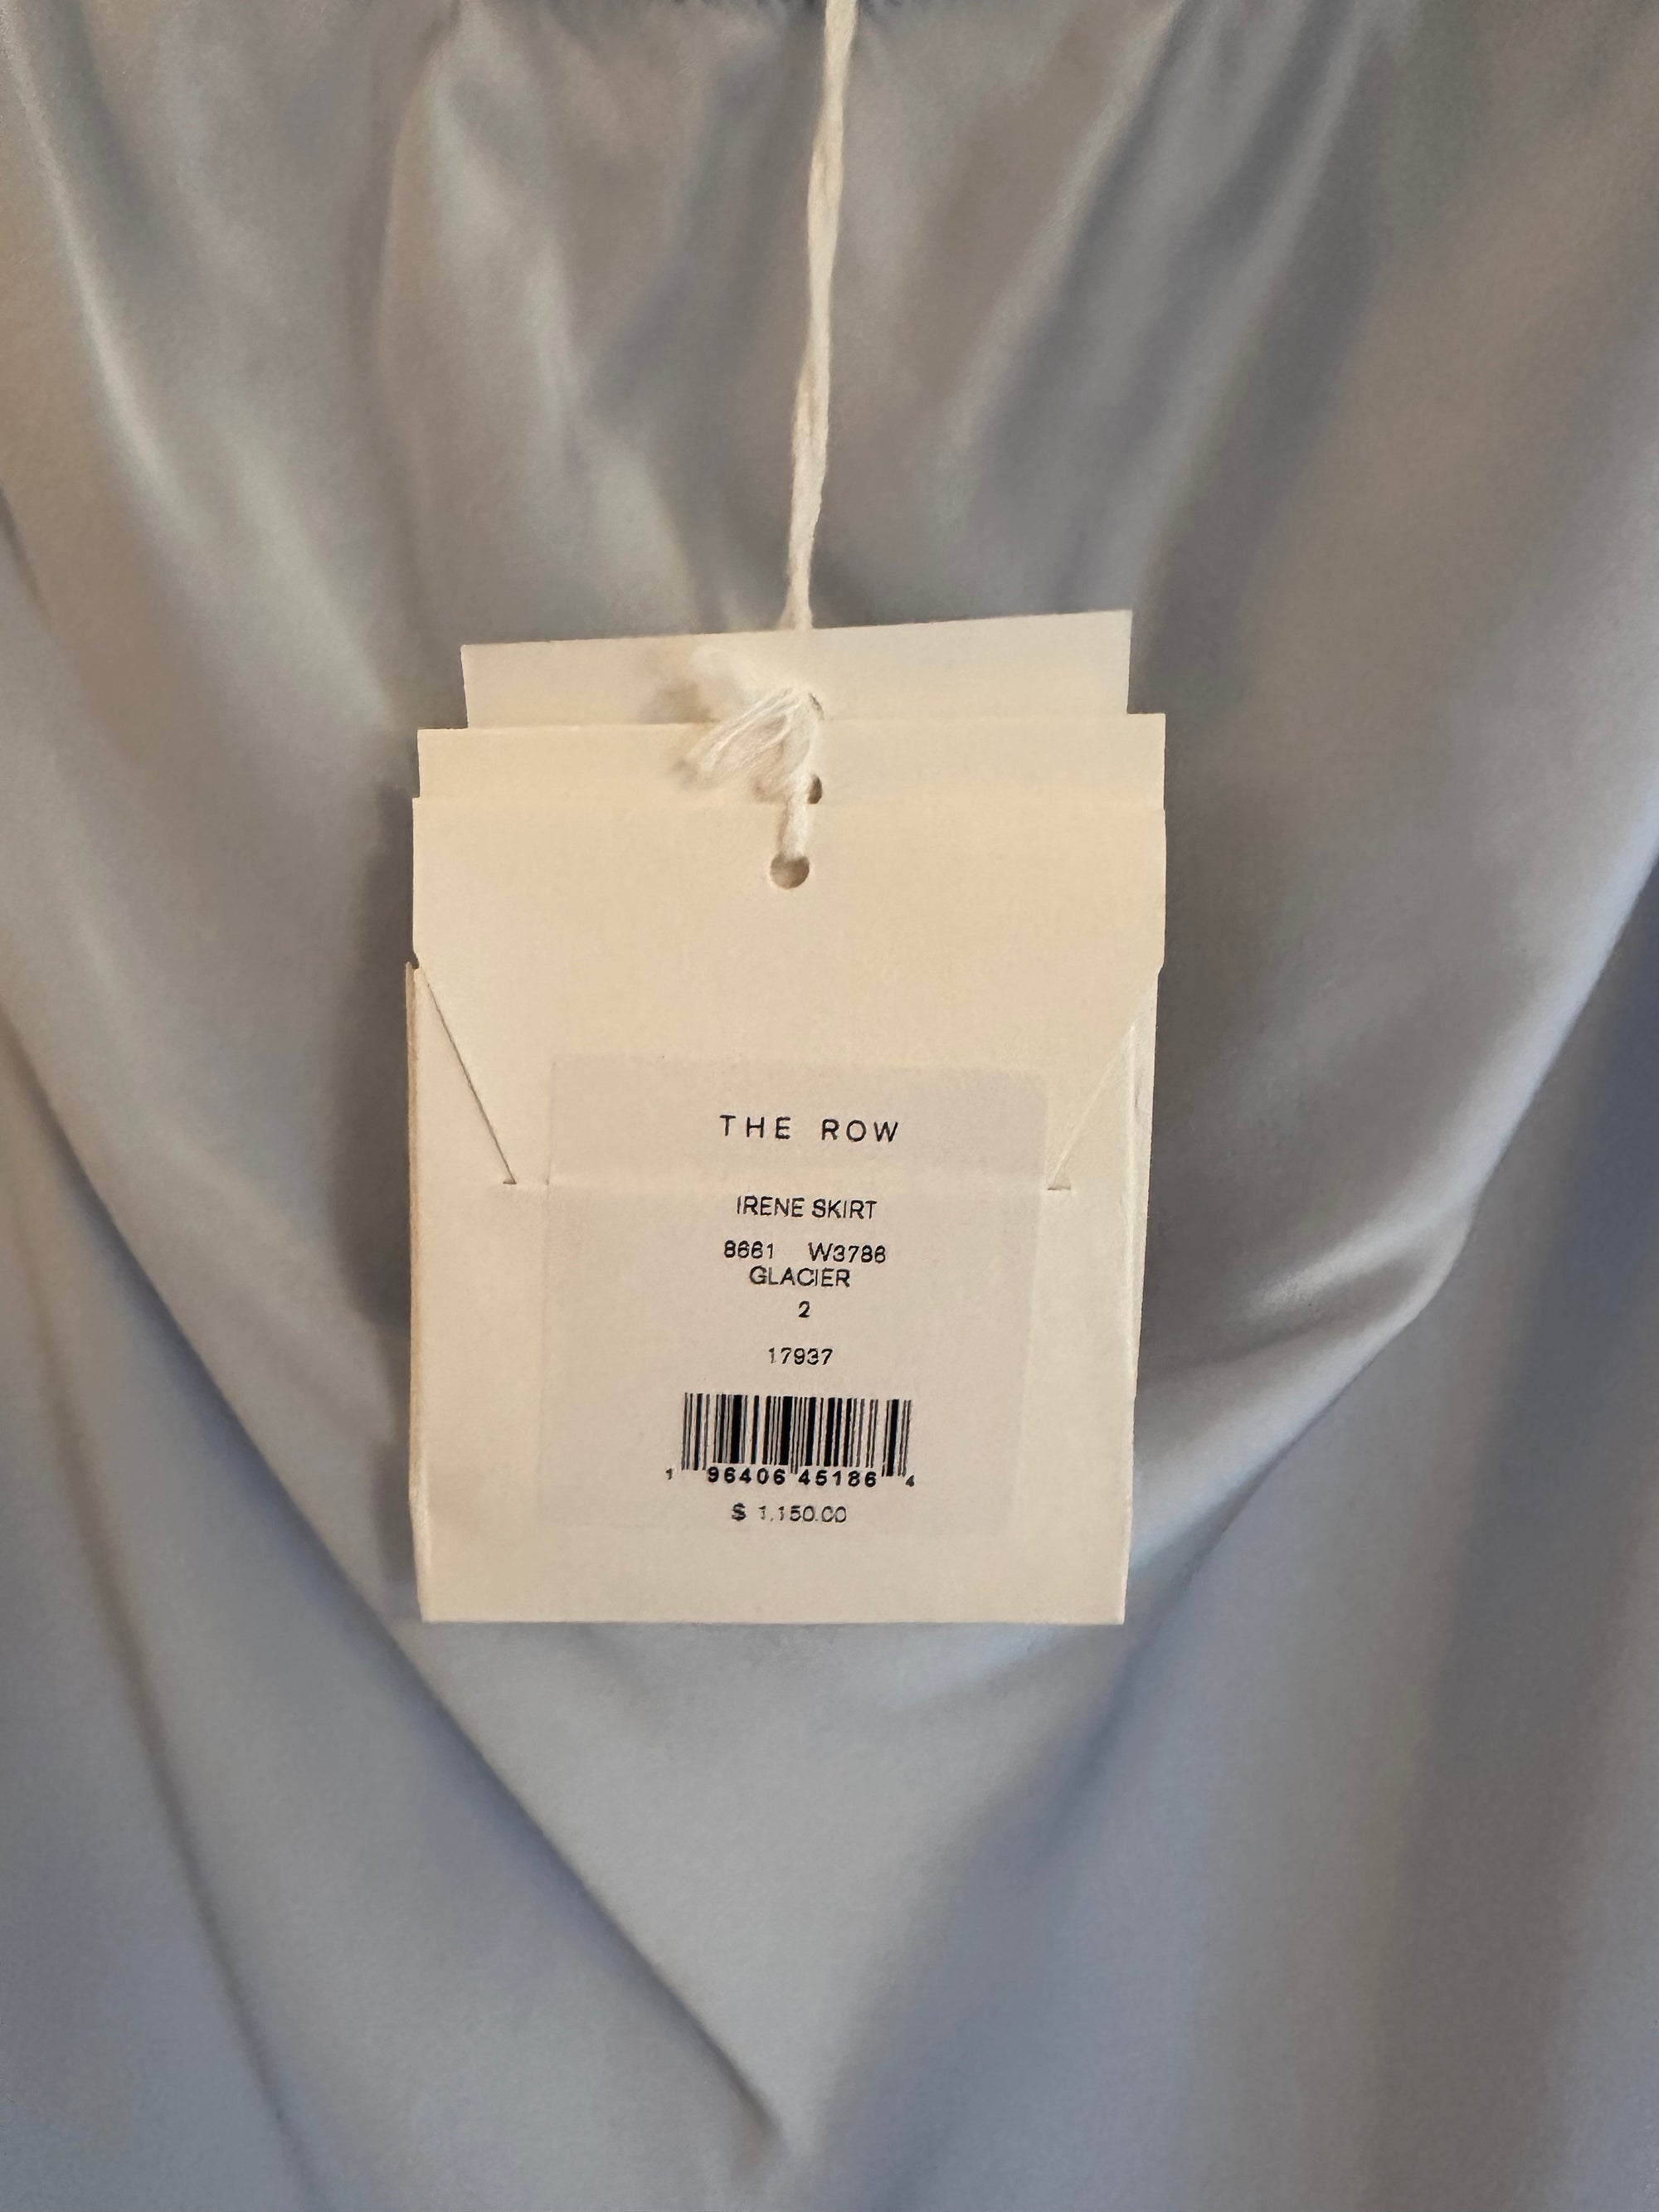 THE ROW
IRENE SKIRT
8661 W3786
GLACIER
2
17937
1 96406 45186 4
$ 1,150.00